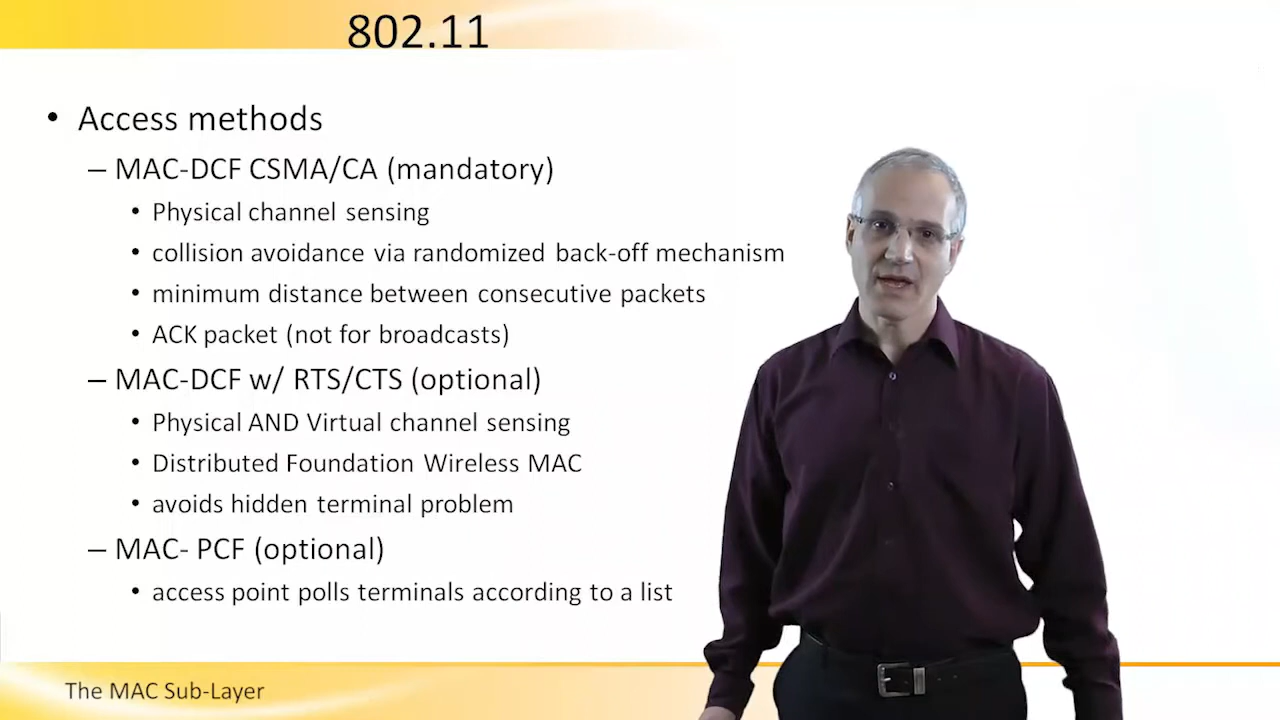 802.11
• Access methods
– MAC-DCF CSMA/CA (mandatory)
• Physical channel sensing
• collision avoidance via randomized back-off mechanism
• minimum distance between consecutive packets
• ACK packet (not for broadcasts)
– MAC-DCF w/ RTS/CTS (optional)
• Physical AND Virtual channel sensing
• Distributed Foundation Wireless MAC
• avoids hidden terminal problem
– MAC- PCF (optional)
• access point polls terminals according to a list
The MAC Sub-Layer